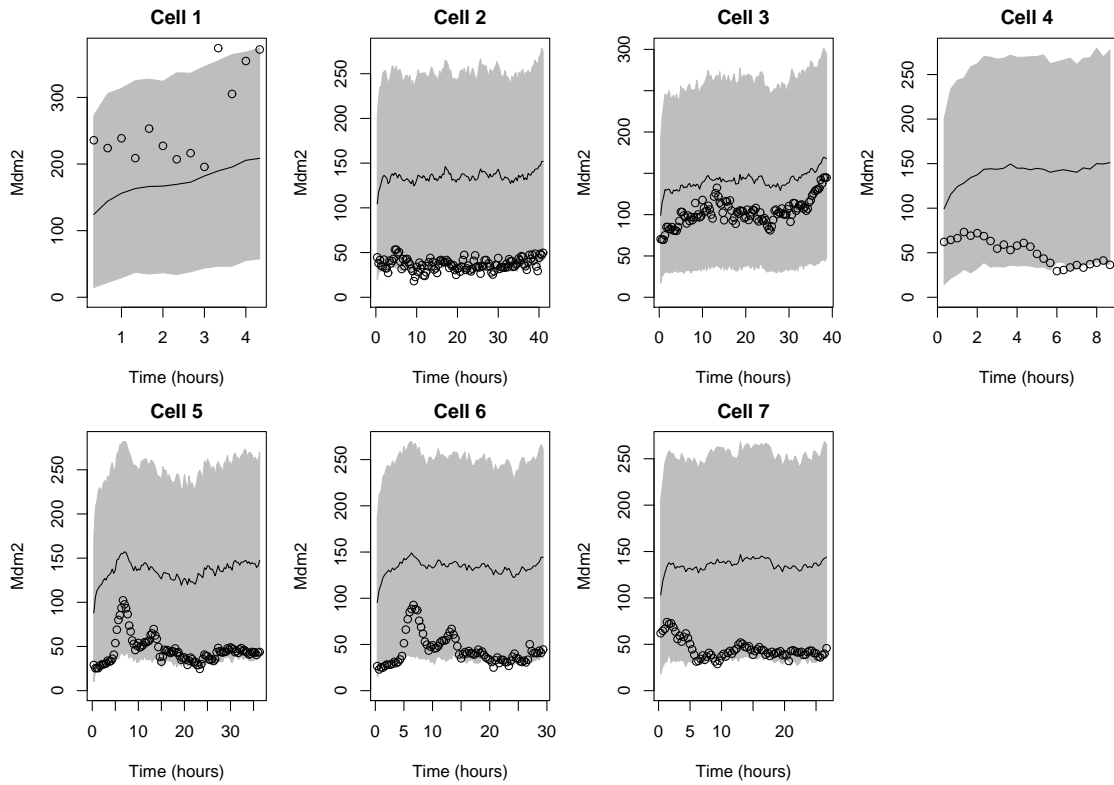 Cell 1
Mdm2
0 100 200 300
1 2 3 4
Time (hours)
Cell 2
Mdm2
0 50 100 150 200 250
0 10 20 30 40
Time (hours)
Cell 3
Mdm2
0 50 100 150 200 250 300
0 10 20 30 40
Time (hours)
Cell 4
Mdm2
0 50 100 150 200 250
0 2 4 6 8
Time (hours)
Cell 5
Mdm2
0 50 100 150 200 250
0 10 20 30
Time (hours)
Cell 6
Mdm2
0 50 100 150 200 250
0 5 10 20 30
Time (hours)
Cell 7
Mdm2
0 50 100 150 200 250
0 5 10 20
Time (hours)